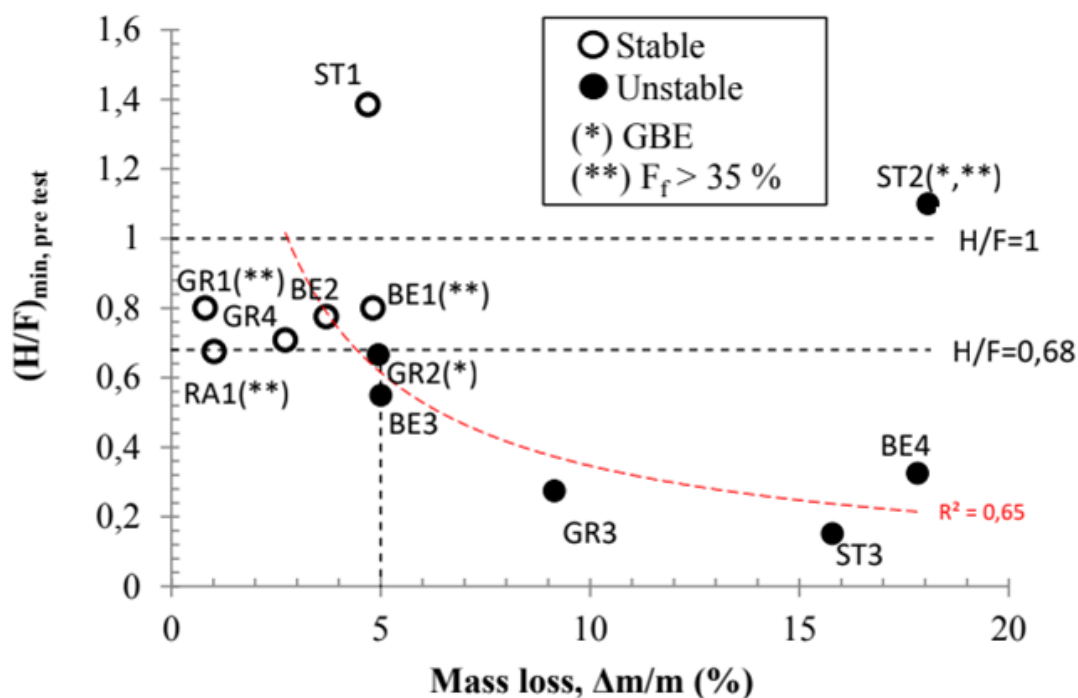 1,6
1,4
1,2
1
0,8
0,6
0,4
0,2
0
(H/F)min, pre test
Stable
Unstable
(*) GBE
(**) Ff > 35 %
ST1
ST2(*,**)
H/F=1
GR1(**)
BE2
BE1(**)
GR4
H/F=0,68
RA1(**)
GR2(*)
BE3
BE4
GR3
ST3
R² = 0,65
0 5 10 15 20
Mass loss, Δm/m (%)